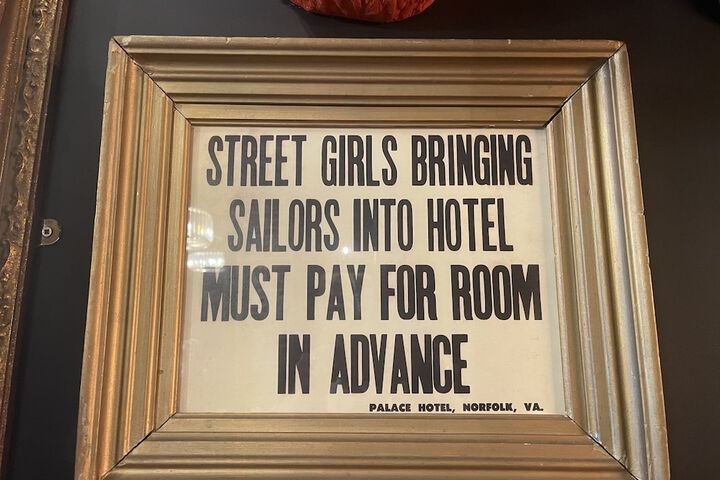 STREET GIRLS BRINGING
SAILORS INTO HOTEL
MUST PAY FOR ROOM
IN ADVANCE
PALACE HOTEL, NORFOLK, VA.